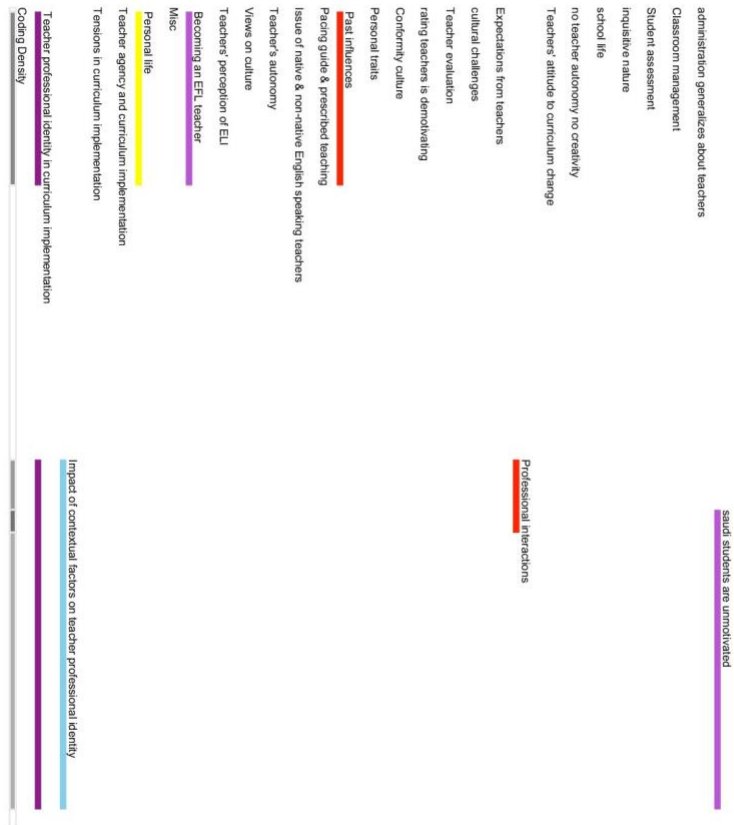 Coding Density
Teacher professional identity in curriculum implementation
Impact of contextual factors on teacher professional identity
Tensions in curriculum implementation
Teacher agency and curriculum implementation
Personal life
Misc
Becoming an EFL teacher
Teachers' perception of ELI
Views on culture
Teacher's autonomy
Issue of native & non-native English speaking teachers
Pacing guide & prescribed teaching
Past influences
Personal traits
Conformity culture
rating teachers is demotivating
Teacher evaluation
cultural challenges
Expectations from teachers
Professional interactions
Teachers' attitude to curriculum change
no teacher autonomy no creativity
school life
inquisitive nature
Student assessment
Classroom management
administration generalizes about teachers
saudi students are unmotivated